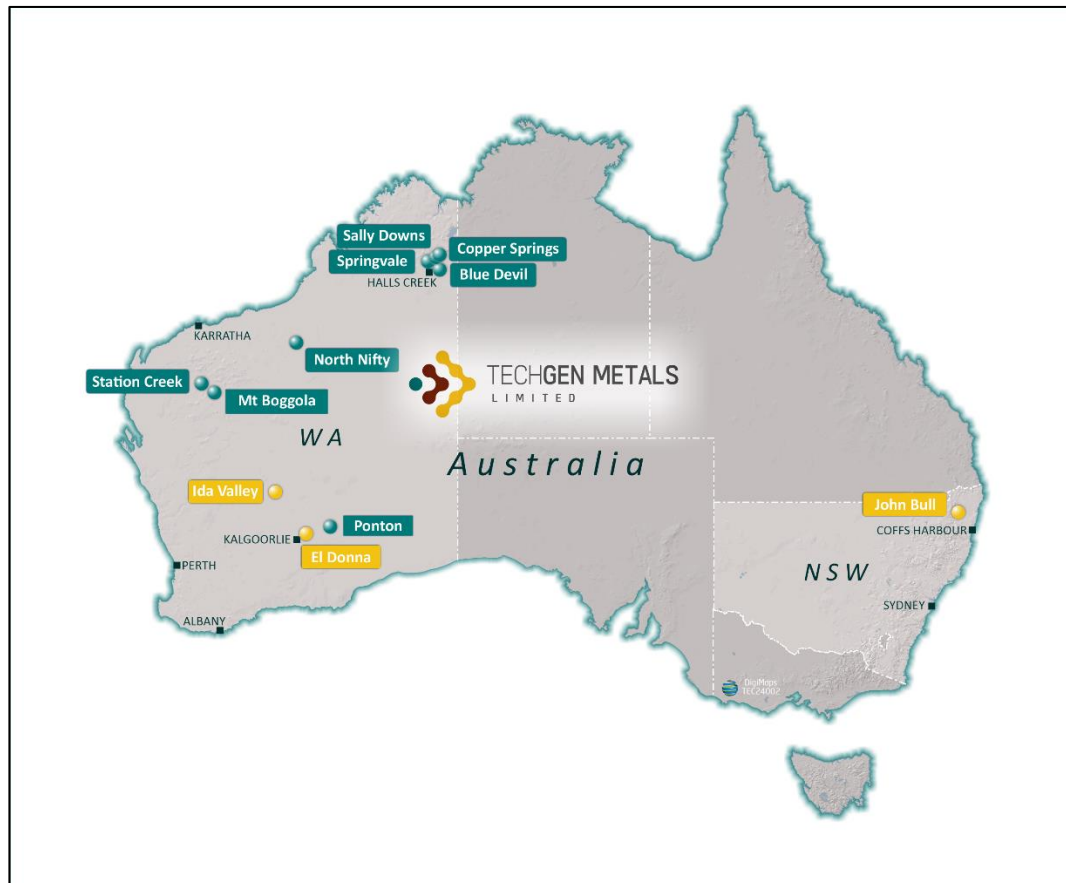 Sally Downs
Copper Springs
Springvale
Blue Devil
HALLS CREEK
KARRATHA
North Nifty
TECHGEN METALS
LIMITED
Station Creek
Mt Boggola
WA
Australia
Ida Valley
John Bull
Ponton
COFFS HARBOUR
KALGOORLIE
El Donna
PERTH
NSW
SYDNEY
ALBANY
DigiMaps
TEC24002